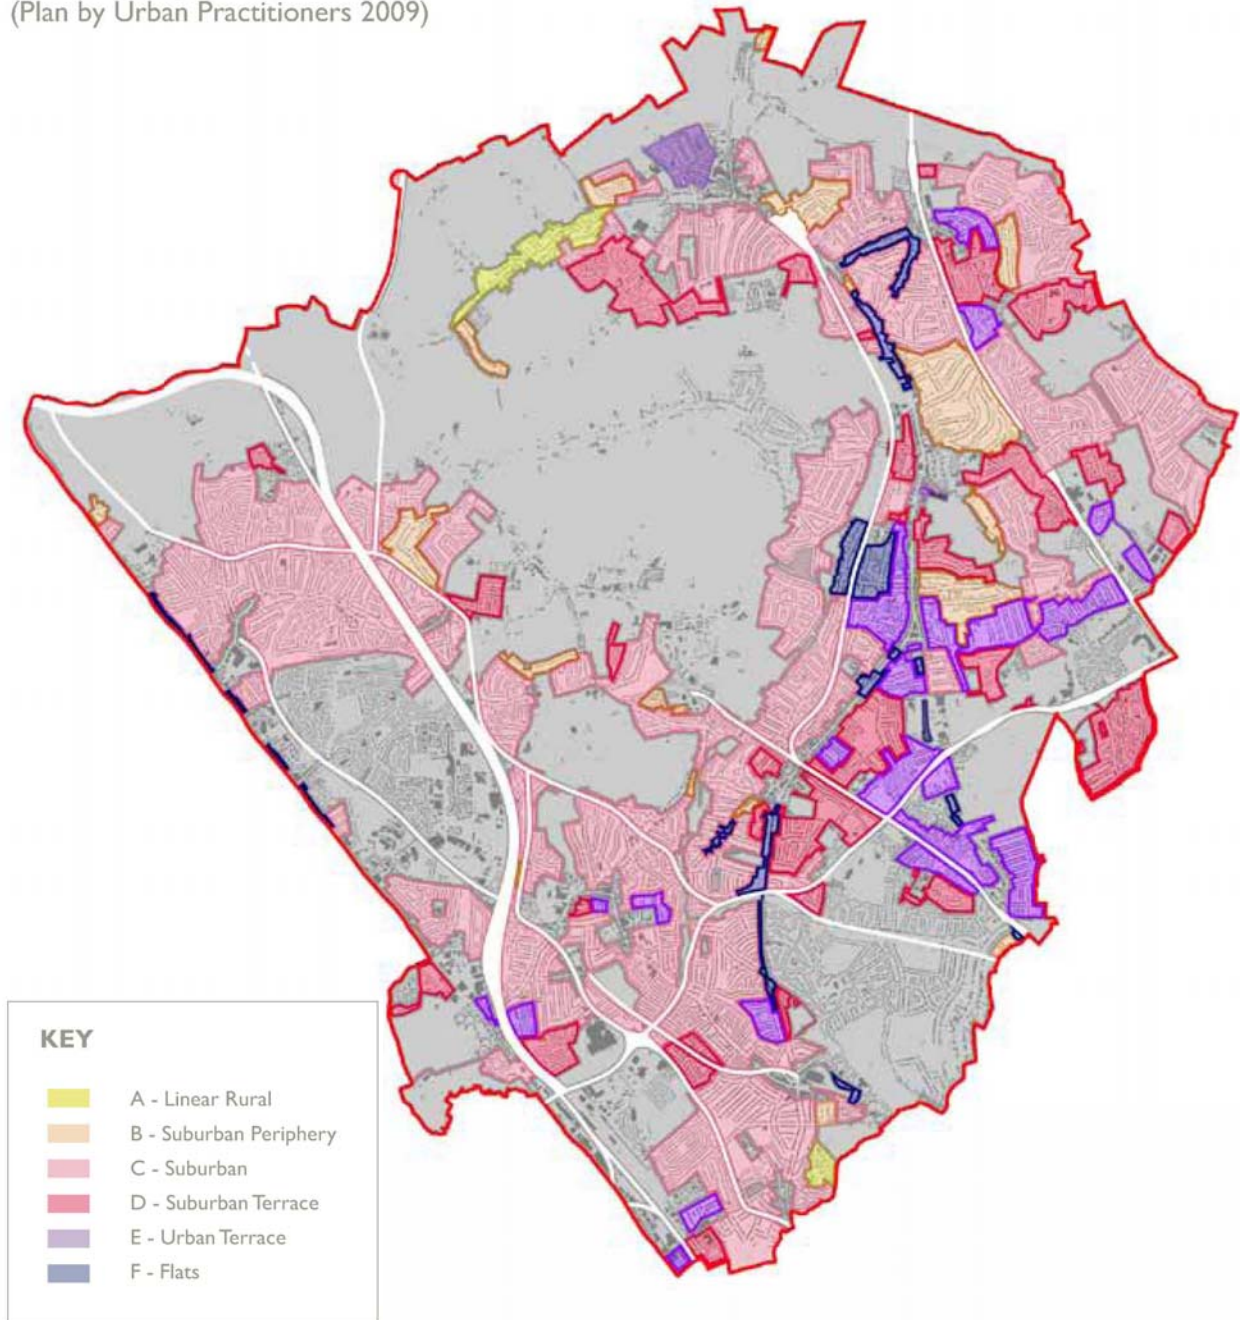 (Plan by Urban Practitioners 2009)
KEY
A - Linear Rural
B - Suburban Periphery
C - Suburban
D - Suburban Terrace
E - Urban Terrace
F - Flats